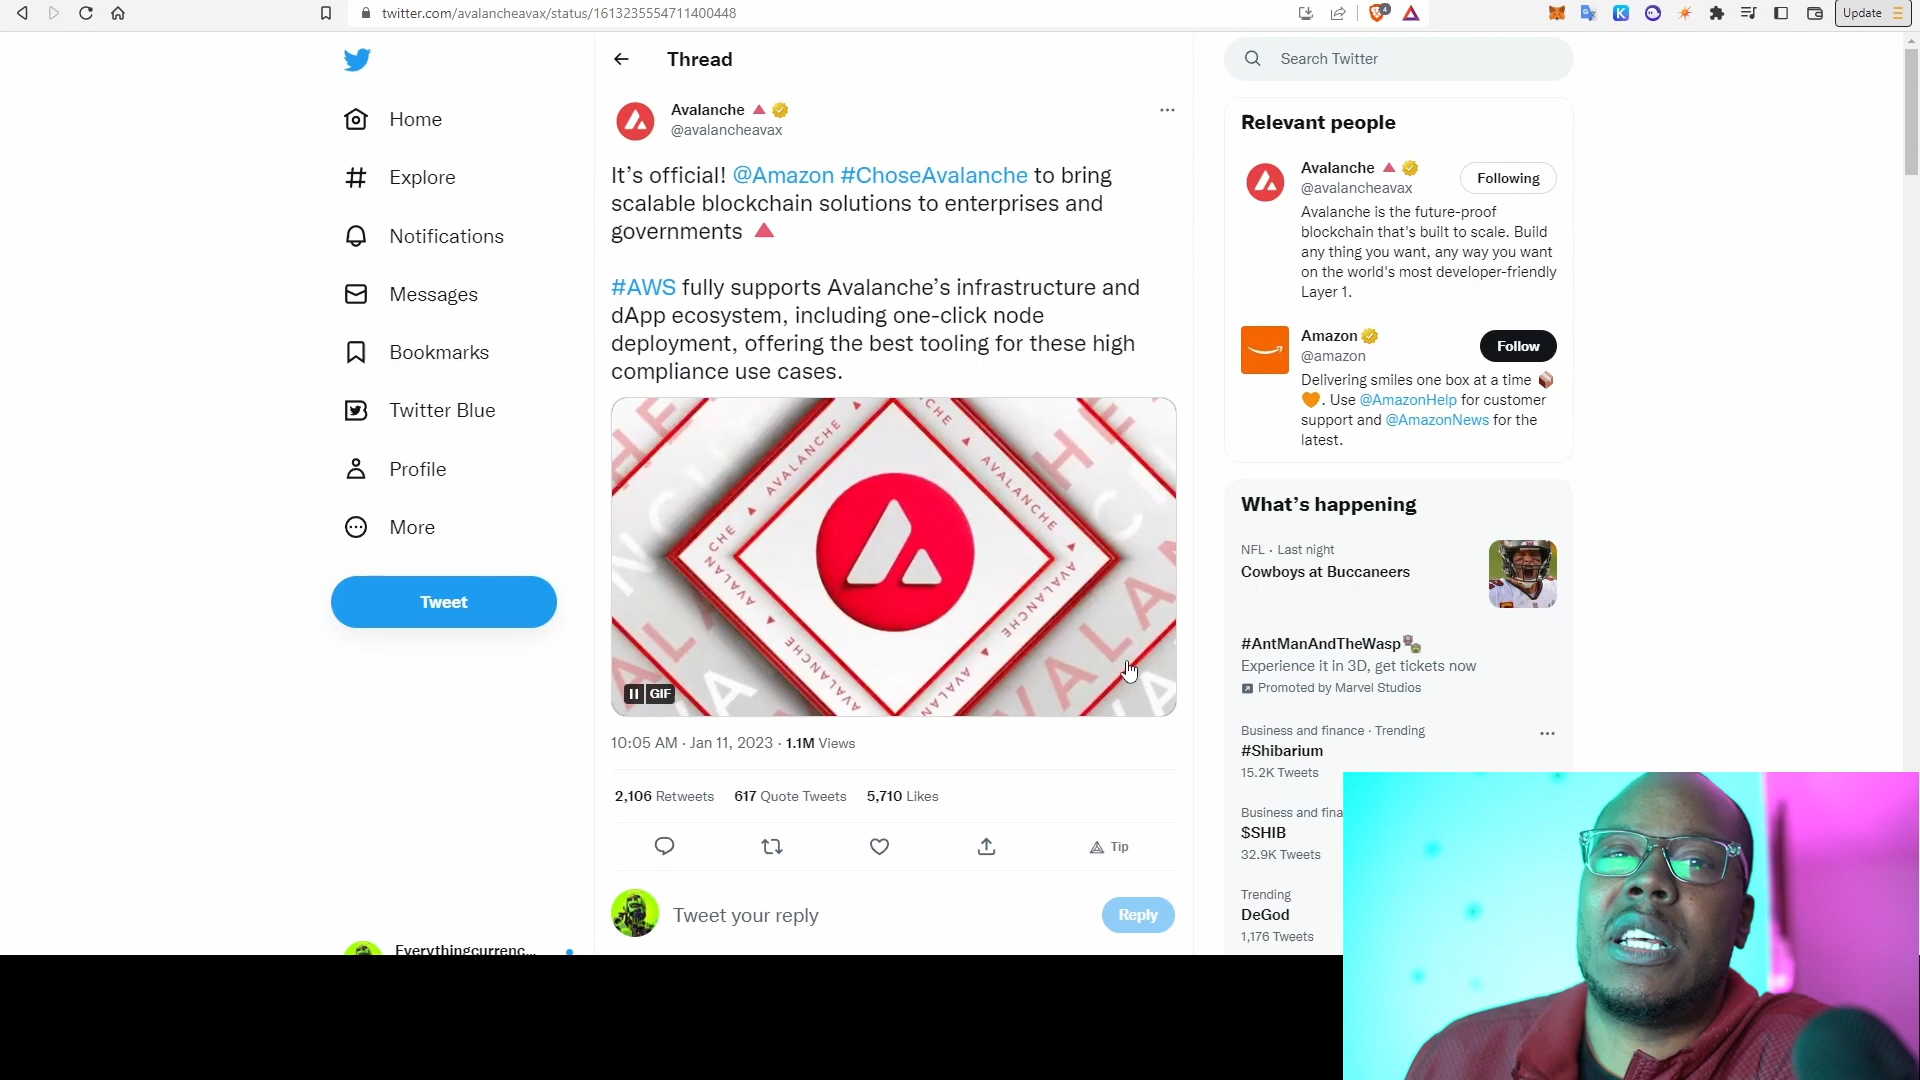 twitter.com/avalancheavax/status/1613235554711400448
4
Update
Home
Explore
Notifications
Messages
Bookmarks
Twitter Blue
Profile
More
Tweet
Everythingcurrenc...
Thread
Avalanche
@avalancheavax
It’s official! @Amazon #ChoseAvalanche to bring
scalable blockchain solutions to enterprises and
governments
#AWS fully supports Avalanche’s infrastructure and
dApp ecosystem, including one-click node
deployment, offering the best tooling for these high
compliance use cases.
AVALANCHE
AVALANCHE
AVALANCHE
AVALANCHE
AVALANCHE
GIF
10:05 AM · Jan 11, 2023 · 1.1M Views
2,106 Retweets 617 Quote Tweets 5,710 Likes
Tip
Tweet your reply
Reply
Search Twitter
Relevant people
Avalanche
Following
@avalancheavax
Avalanche is the future-proof
blockchain that's built to scale. Build
any thing you want, any way you want
on the world's most developer-friendly
Layer 1.
Amazon
Follow
@amazon
Delivering smiles one box at a time
. Use @AmazonHelp for customer
support and @AmazonNews for the
latest.
What’s happening
NFL · Last night
Cowboys at Buccaneers
#AntManAndTheWasp
Experience it in 3D, get tickets now
Promoted by Marvel Studios
Business and finance · Trending
#Shibarium
15.2K Tweets
Business and fina
$SHIB
32.9K Tweets
Trending
DeGod
1,176 Tweets